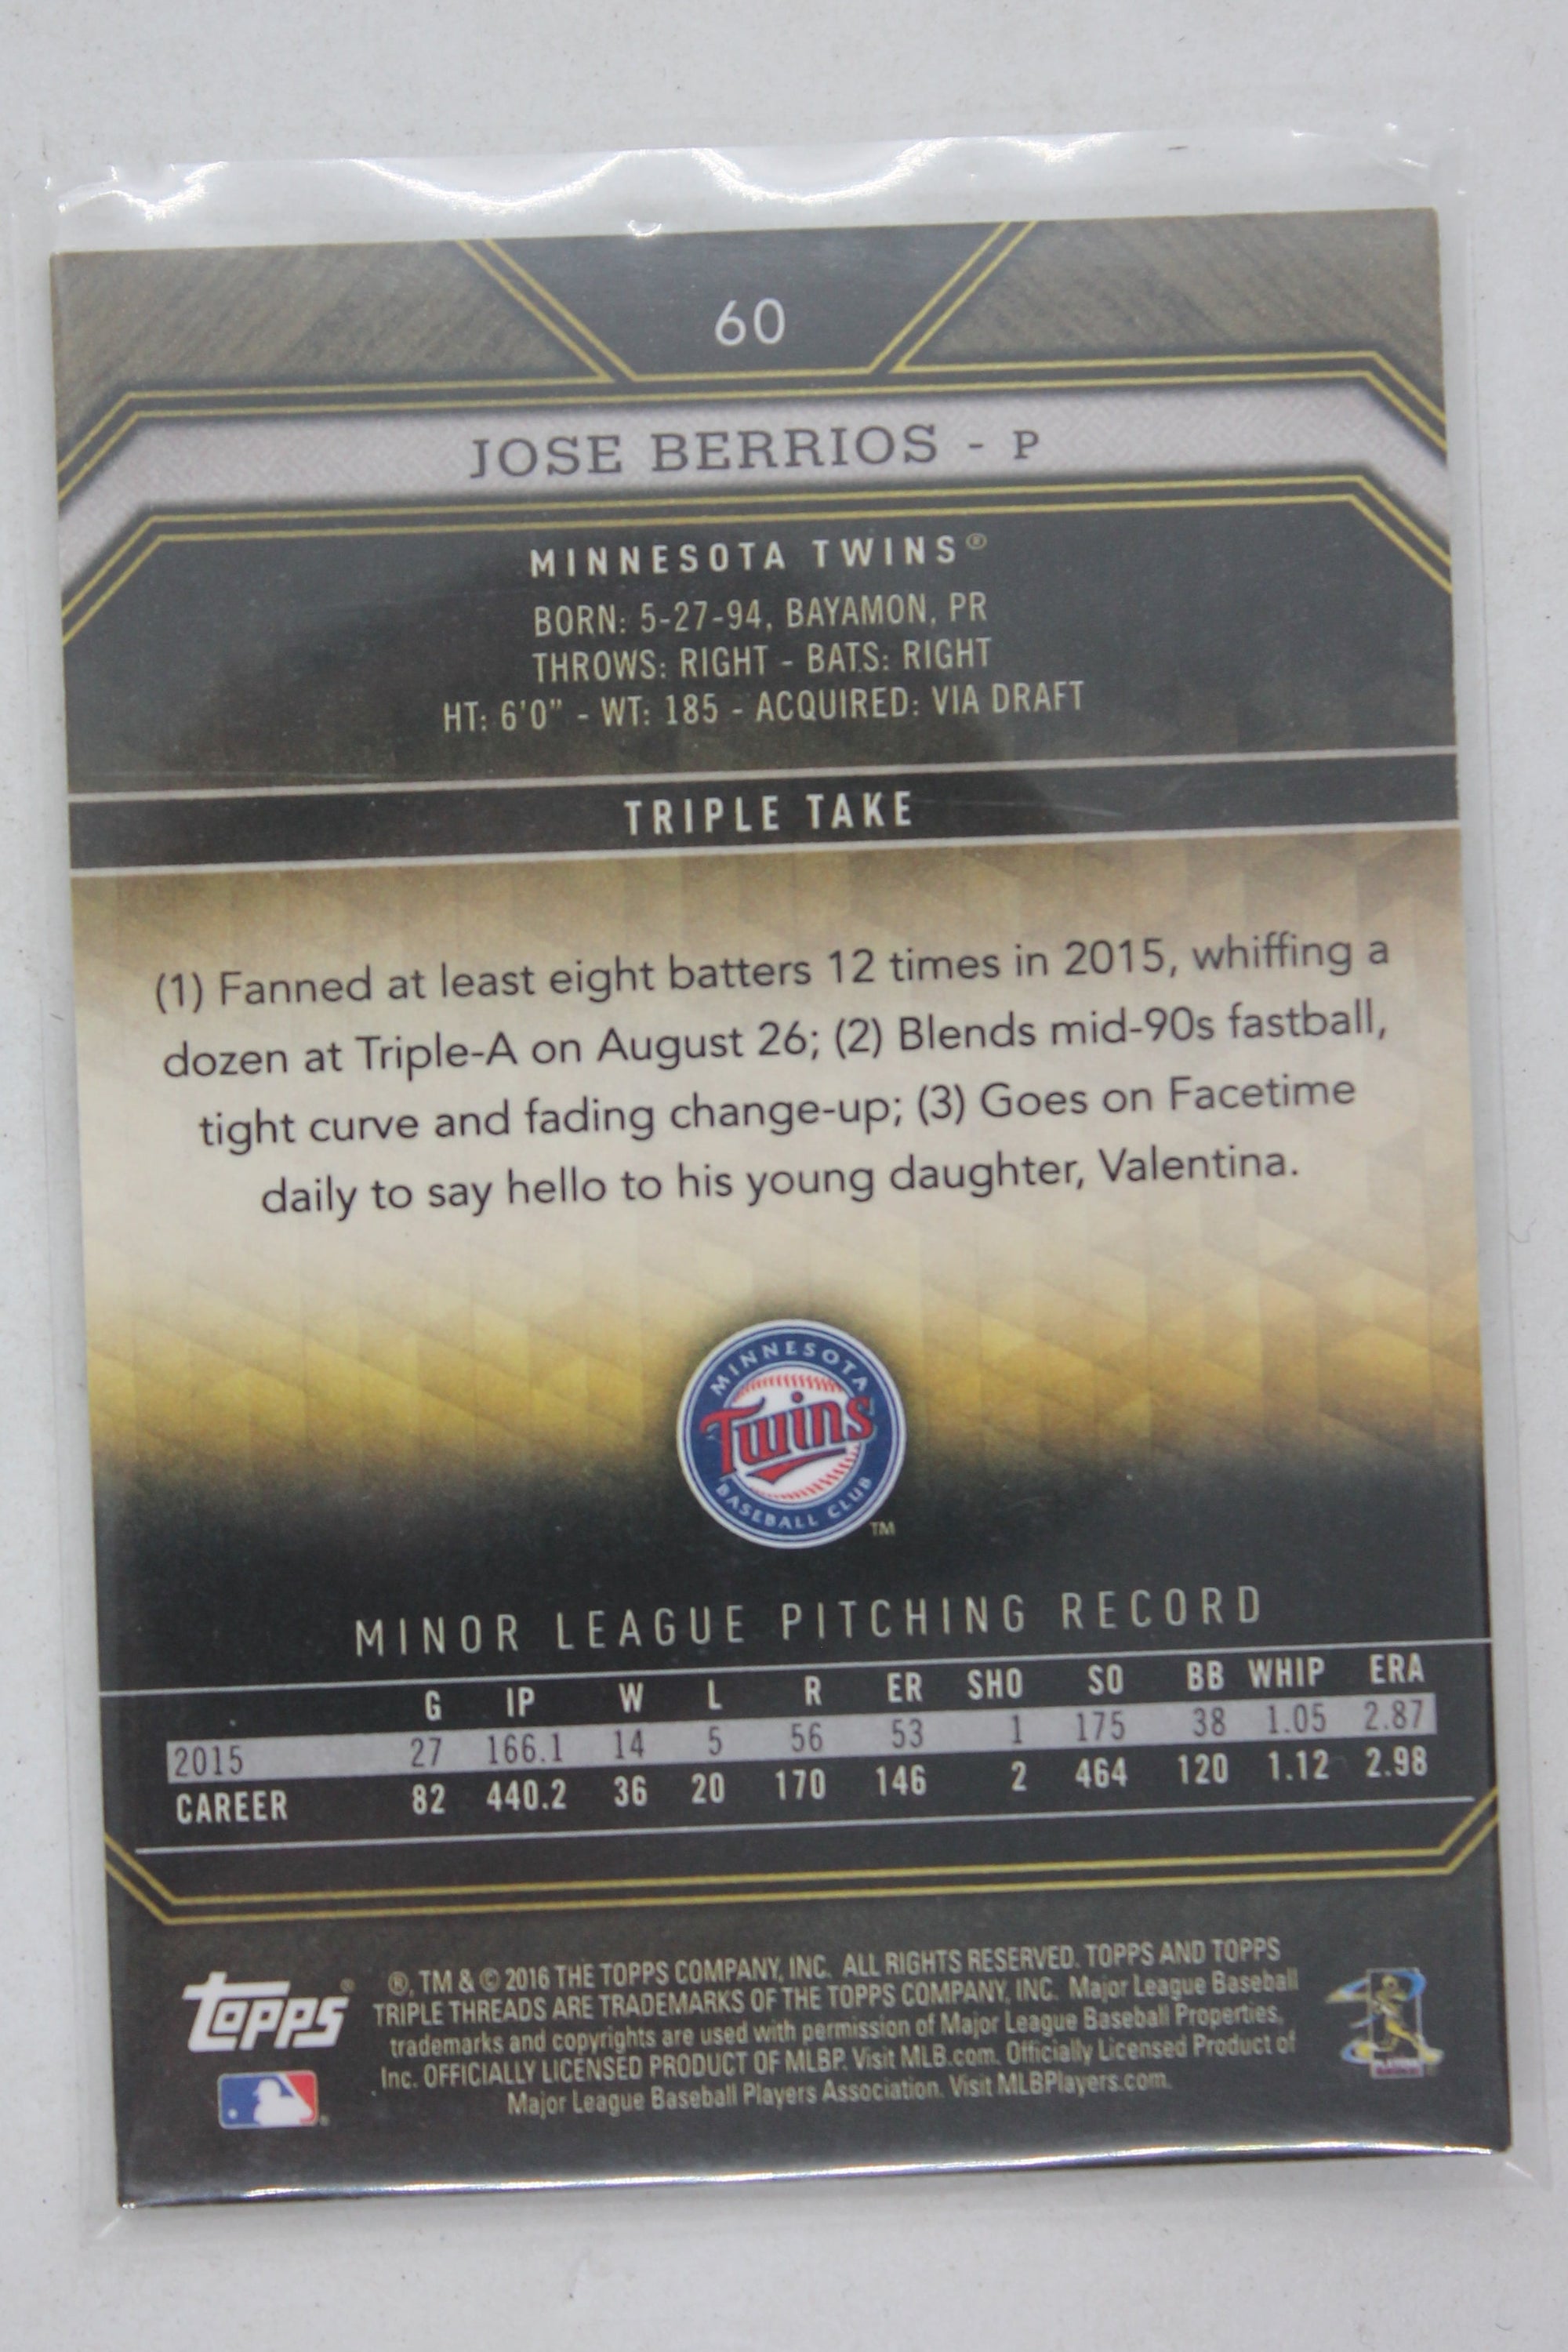 60
JOSE BERRIOS - P
MINNESOTA TWINS®
BORN: 5-27-94, BAYAMON, PR
THROWS: RIGHT - BATS: RIGHT
HT: 6'0" - WT: 185 - ACQUIRED: VIA DRAFT
TRIPLE TAKE
(1) Fanned at least eight batters 12 times in 2015, whiffing a
dozen at Triple-A on August 26; (2) Blends mid-90s fastball,
tight curve and fading change-up; (3) Goes on Facetime
daily to say hello to his young daughter, Valentina.
MINNESOTA
Twins
BASEBALL CLUB
TM
MINOR LEAGUE PITCHING RECORD
G IP W L R ER SHO SO BB WHIP ERA
2015 27 166.1 14 5 56 53 1 175 38 1.05 2.87
CAREER 82 440.2 36 20 170 146 2 464 120 1.12 2.98
Topps®
®, TM & © 2016 THE TOPPS COMPANY, INC. ALL RIGHTS RESERVED. TOPPS AND TOPPS
TRIPLE THREADS ARE TRADEMARKS OF THE TOPPS COMPANY, INC. Major League Baseball
trademarks and copyrights are used with permission of Major League Baseball Properties,
Inc. OFFICIALLY LICENSED PRODUCT OF MLBP. Visit MLB.com. Officially Licensed Product of
Major League Baseball Players Association. Visit MLBPlayers.com.